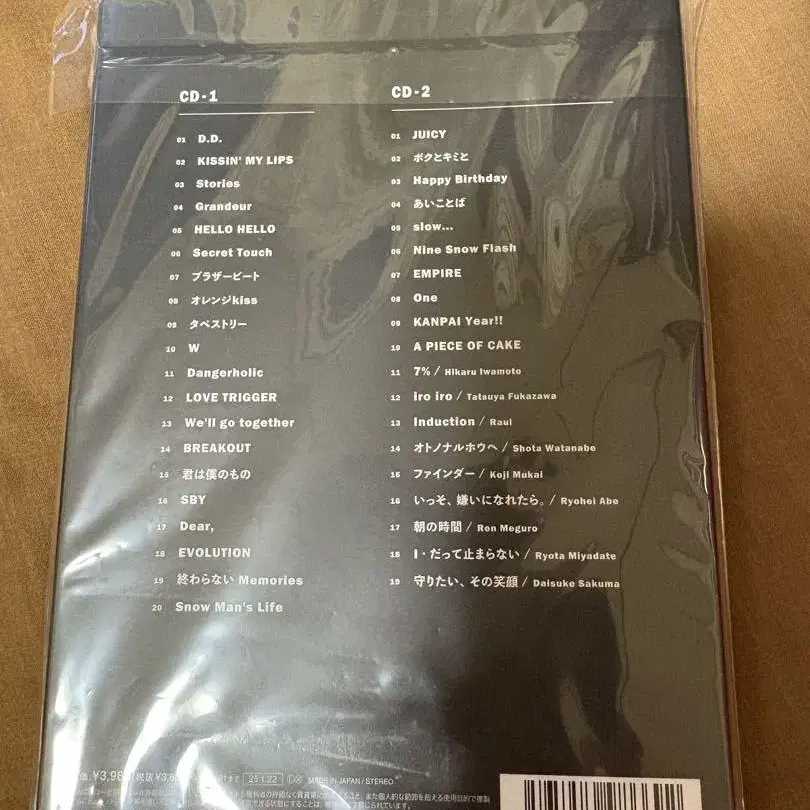 CD-1
01 D.D.
02 KISSIN' MY LIPS
03 Stories
04 Grandeur
05 HELLO HELLO
06 Secret Touch
07 ブラザービート
08 オレンジkiss
09 タペストリー
10 W
11 Dangerholic
12 LOVE TRIGGER
13 We'll go together
14 BREAKOUT
15 君は僕のもの
16 SBY
17 Dear,
18 EVOLUTION
19 終わらない Memories
20 Snow Man's Life
CD-2
01 JUICY
02 ボクとキミと
03 Happy Birthday
04 あいことば
05 slow...
06 Nine Snow Flash
07 EMPIRE
08 One
09 KANPAI Year!!
10 A PIECE OF CAKE
11 7% / Hikaru Iwamoto
12 iro iro / Tatsuya Fukazawa
13 Induction / Raul
14 オトノナルホウヘ / Shota Watanabe
15 ファインダー / Koji Mukai
16 いっそ、嫌いになれたら。 / Ryohei Abe
17 朝の時間 / Ren Meguro
18 I・だって止まらない / Ryota Miyadate
19 守りたい、その笑顔 / Daisuke Sakuma
¥3,98 まで 25.1.22 MADE IN JAPAN / STEREO